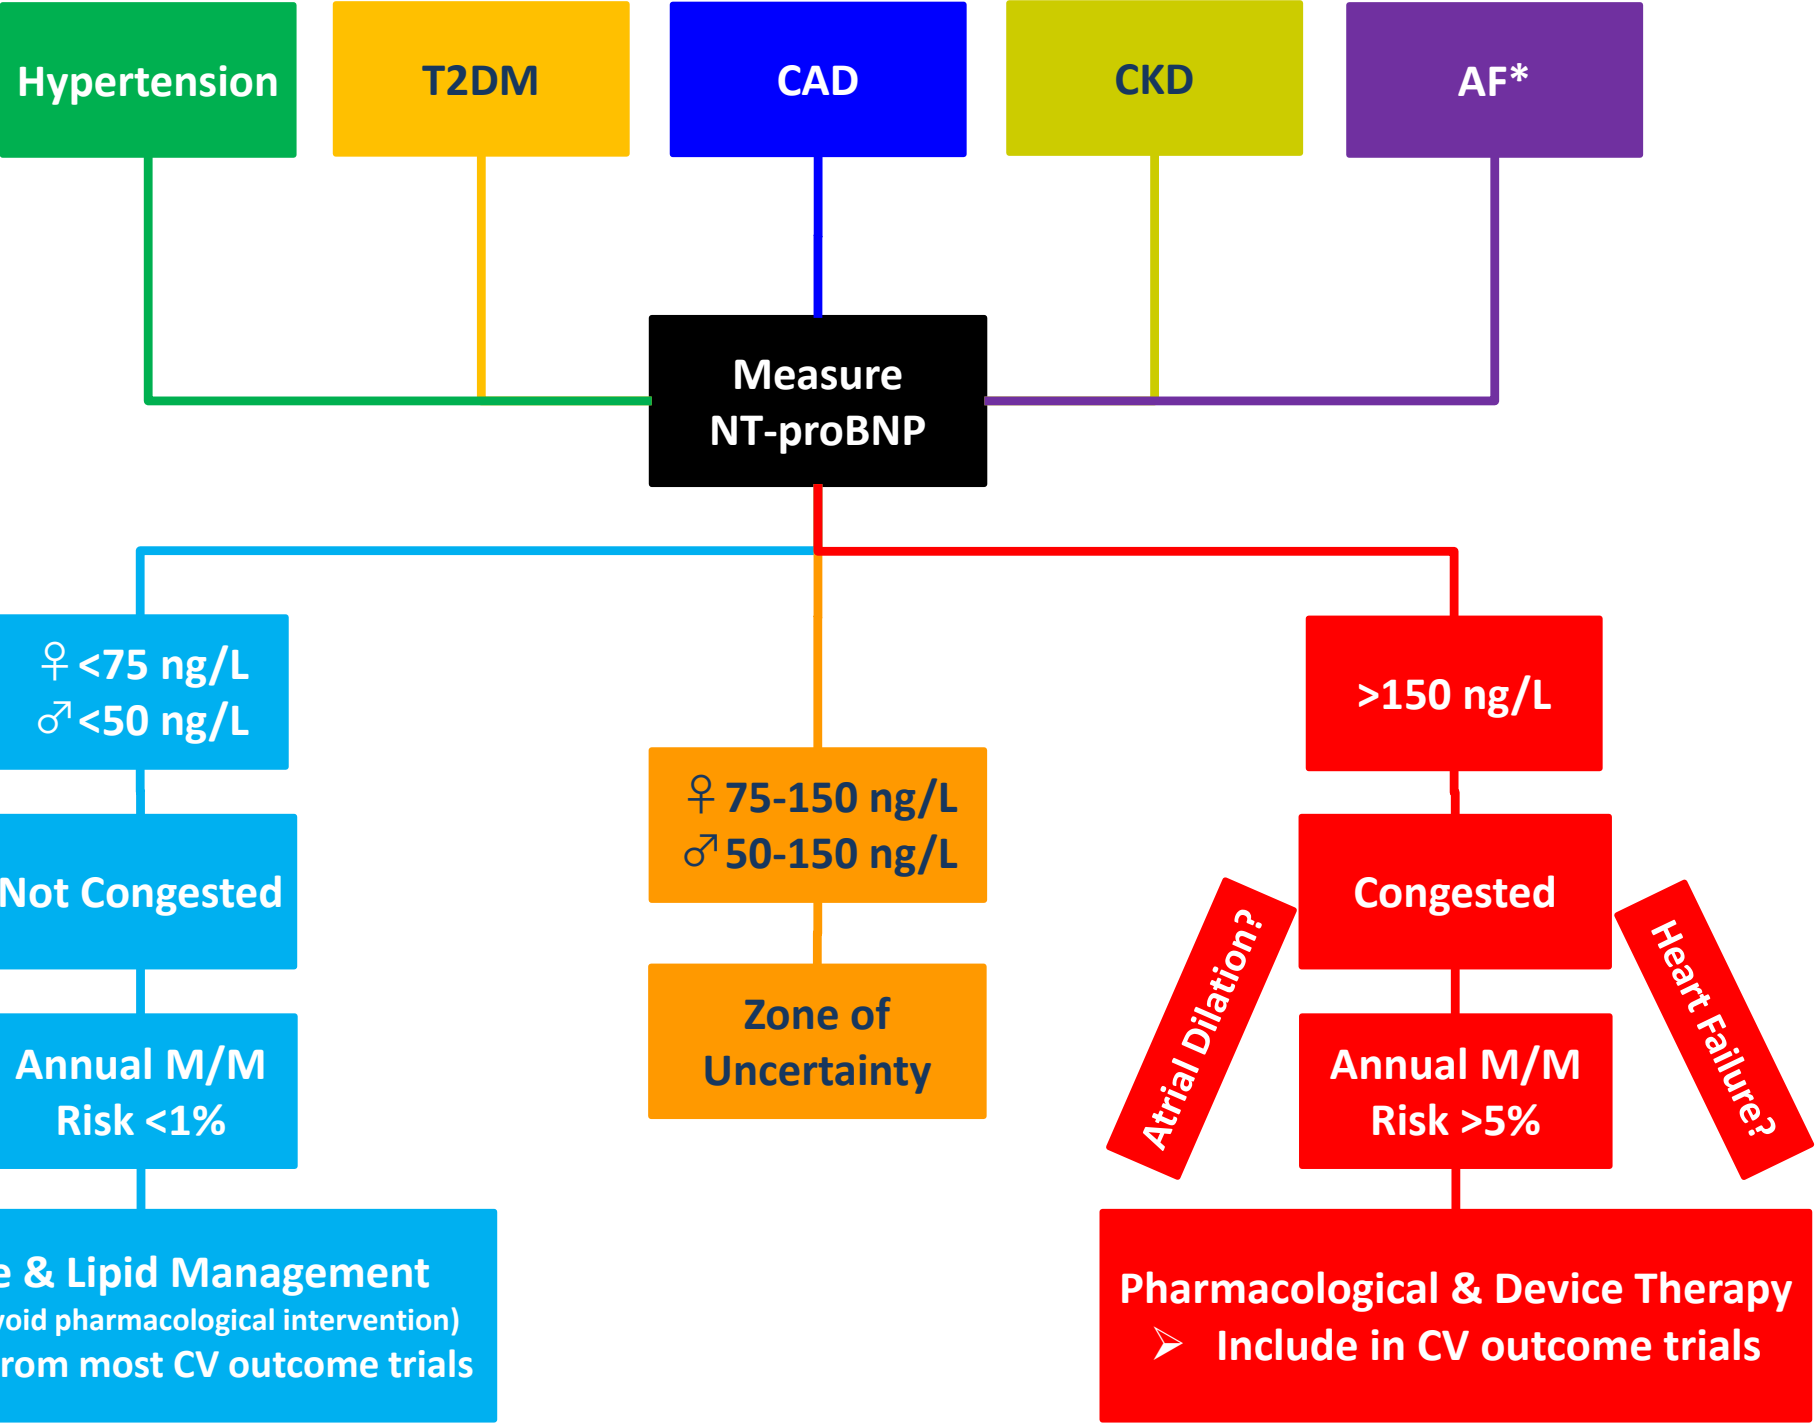 Hypertension
T2DM
CAD
CKD
AF*
Measure
NT-proBNP
♀<75 ng/L
♂<50 ng/L
♀75-150 ng/L
♂50-150 ng/L
>150 ng/L
Not Congested
Zone of
Uncertainty
Congested
Atrial Dilation?
Heart Failure?
Annual M/M
Risk <1%
Annual M/M
Risk >5%
& Lipid Management
pharmacological intervention)
most CV outcome trials
Pharmacological & Device Therapy
➢ Include in CV outcome trials